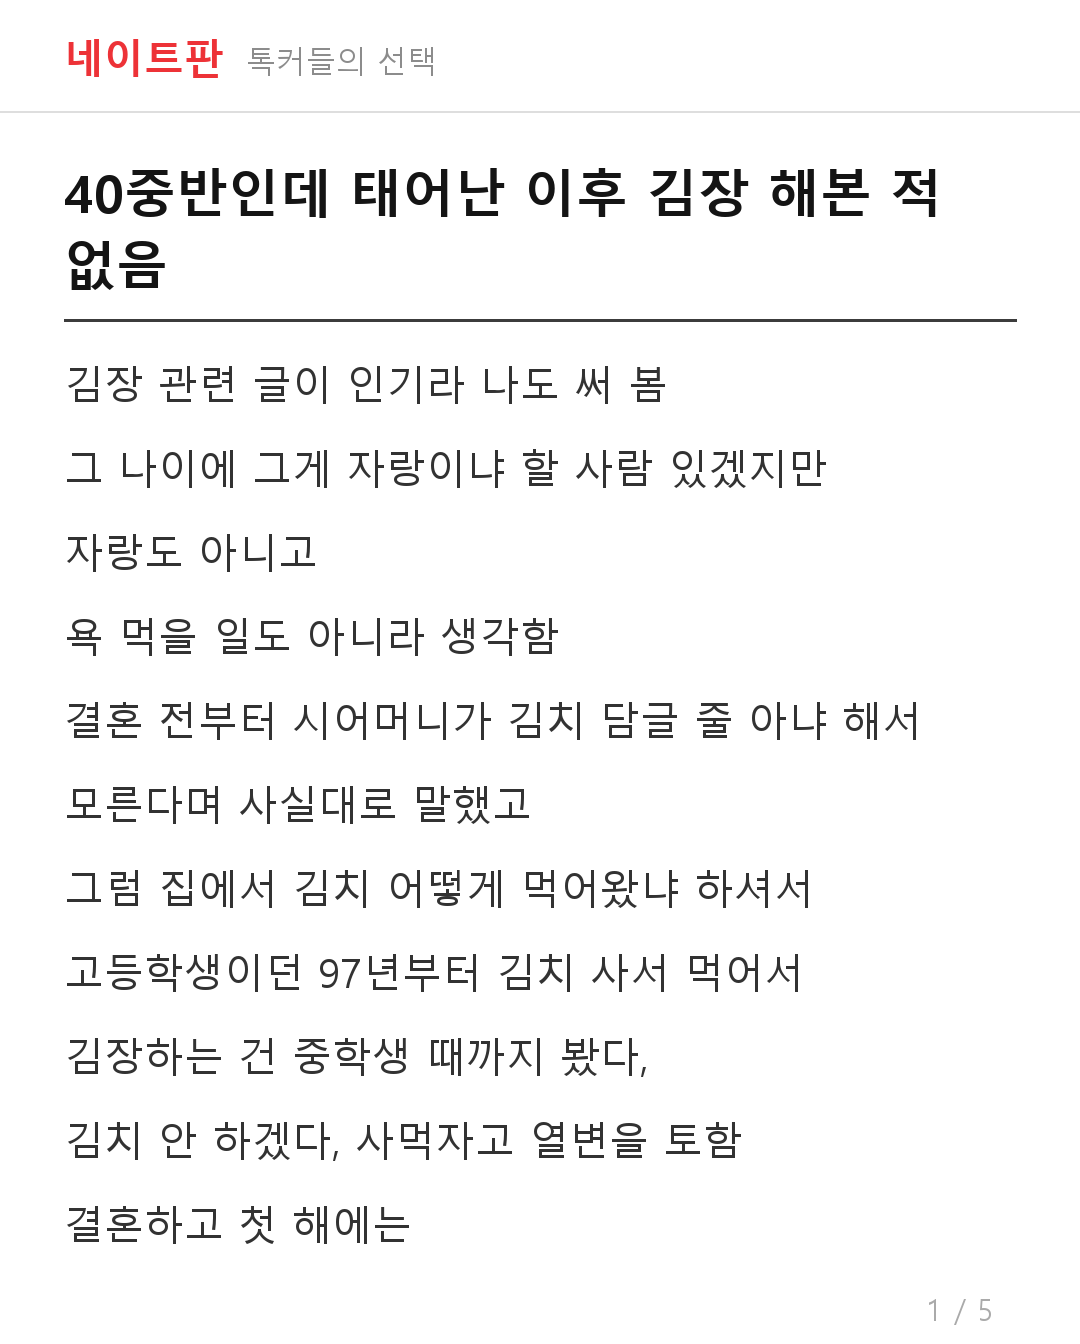 네이트판 톡커들의 선택
40중반인데 태어난 이후 김장 해본 적
없음
김장 관련 글이 인기라 나도 써 봄
그 나이에 그게 자랑이냐 할 사람 있겠지만
자랑도 아니고
욕 먹을 일도 아니라 생각함
결혼 전부터 시어머니가 김치 담글 줄 아냐 해서
모른다며 사실대로 말했고
그럼 집에서 김치 어떻게 먹어왔냐 하셔서
고등학생이던 97년부터 김치 사서 먹어서
김장하는 건 중학생 때까지 봤다,
김치 안 하겠다, 사먹자고 열변을 토함
결혼하고 첫 해에는
1 / 5